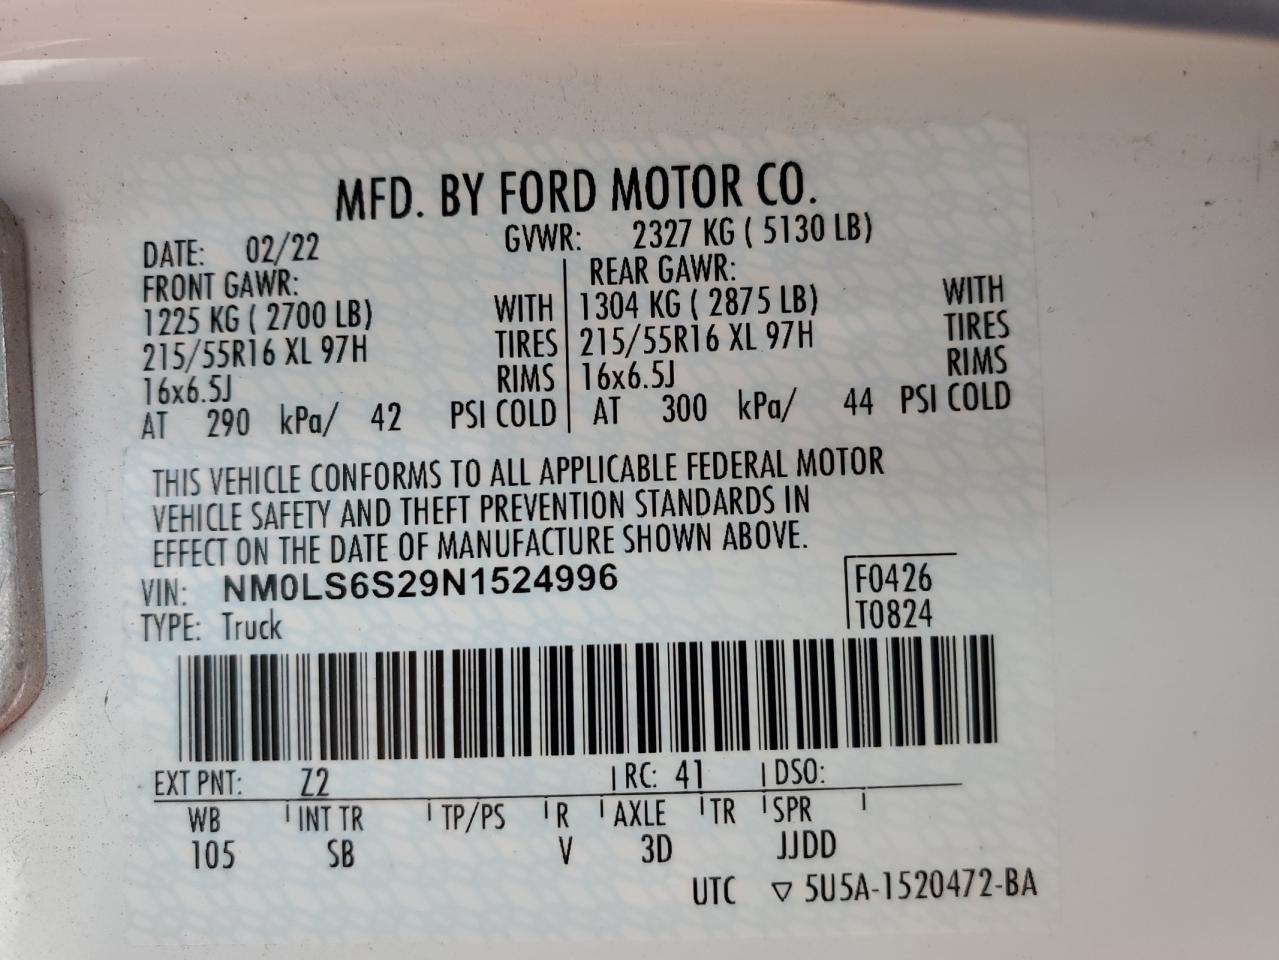 MFD. BY FORD MOTOR CO.
DATE: 02/22 GVWR: 2327 KG ( 5130 LB)
FRONT GAWR: REAR GAWR:
1225 KG ( 2700 LB) WITH 1304 KG ( 2875 LB) WITH
215/55R16 XL 97H TIRES 215/55R16 XL 97H TIRES
16x6.5J RIMS 16x6.5J RIMS
AT 290 kPa/ 42 PSI COLD AT 300 kPa/ 44 PSI COLD
THIS VEHICLE CONFORMS TO ALL APPLICABLE FEDERAL MOTOR
VEHICLE SAFETY AND THEFT PREVENTION STANDARDS IN
EFFECT ON THE DATE OF MANUFACTURE SHOWN ABOVE.
VIN: NM0LS6S29N1524996 F0426
TYPE: Truck T0824
EXT PNT: Z2 RC: 41 DSO:
WB INT TR TP/PS R AXLE TR SPR
105 SB V 3D JJDD
UTC ▽ 5U5A-1520472-BA